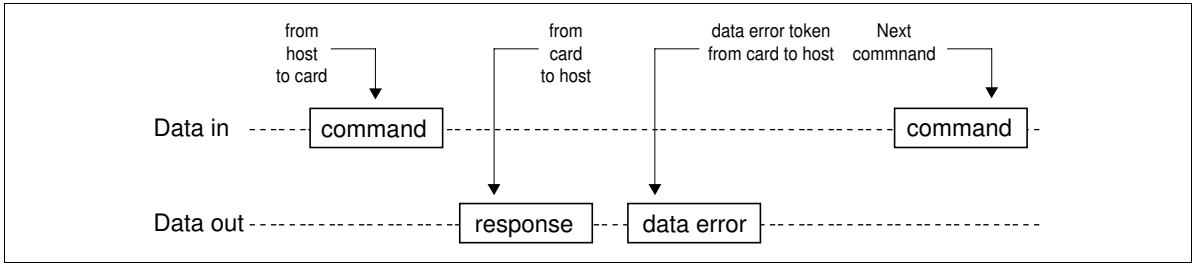 from
host
to card
from
card
to host
data error token
from card to host
Next
commnand
Data in
command
command
Data out
response
data error